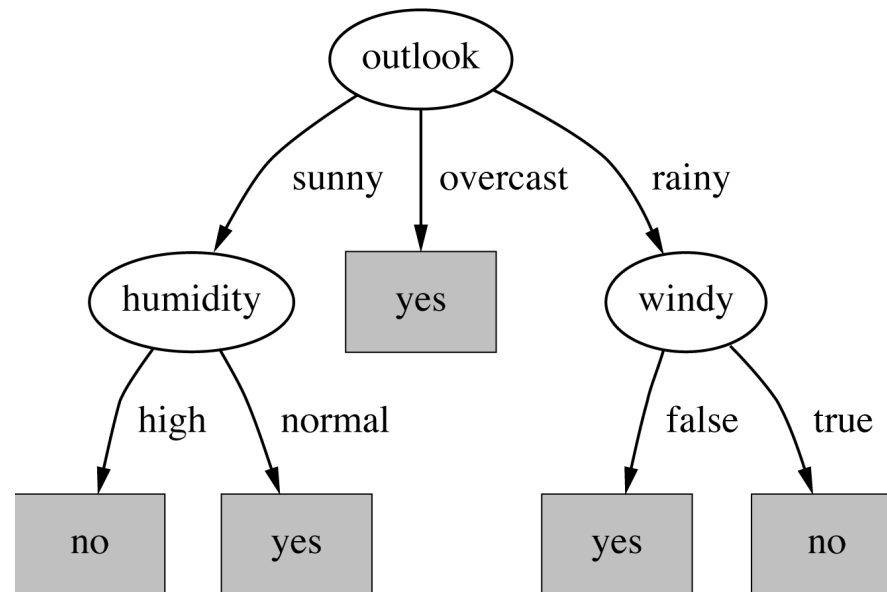 outlook
sunny overcast rainy
humidity yes windy
high normal false true
no yes yes no